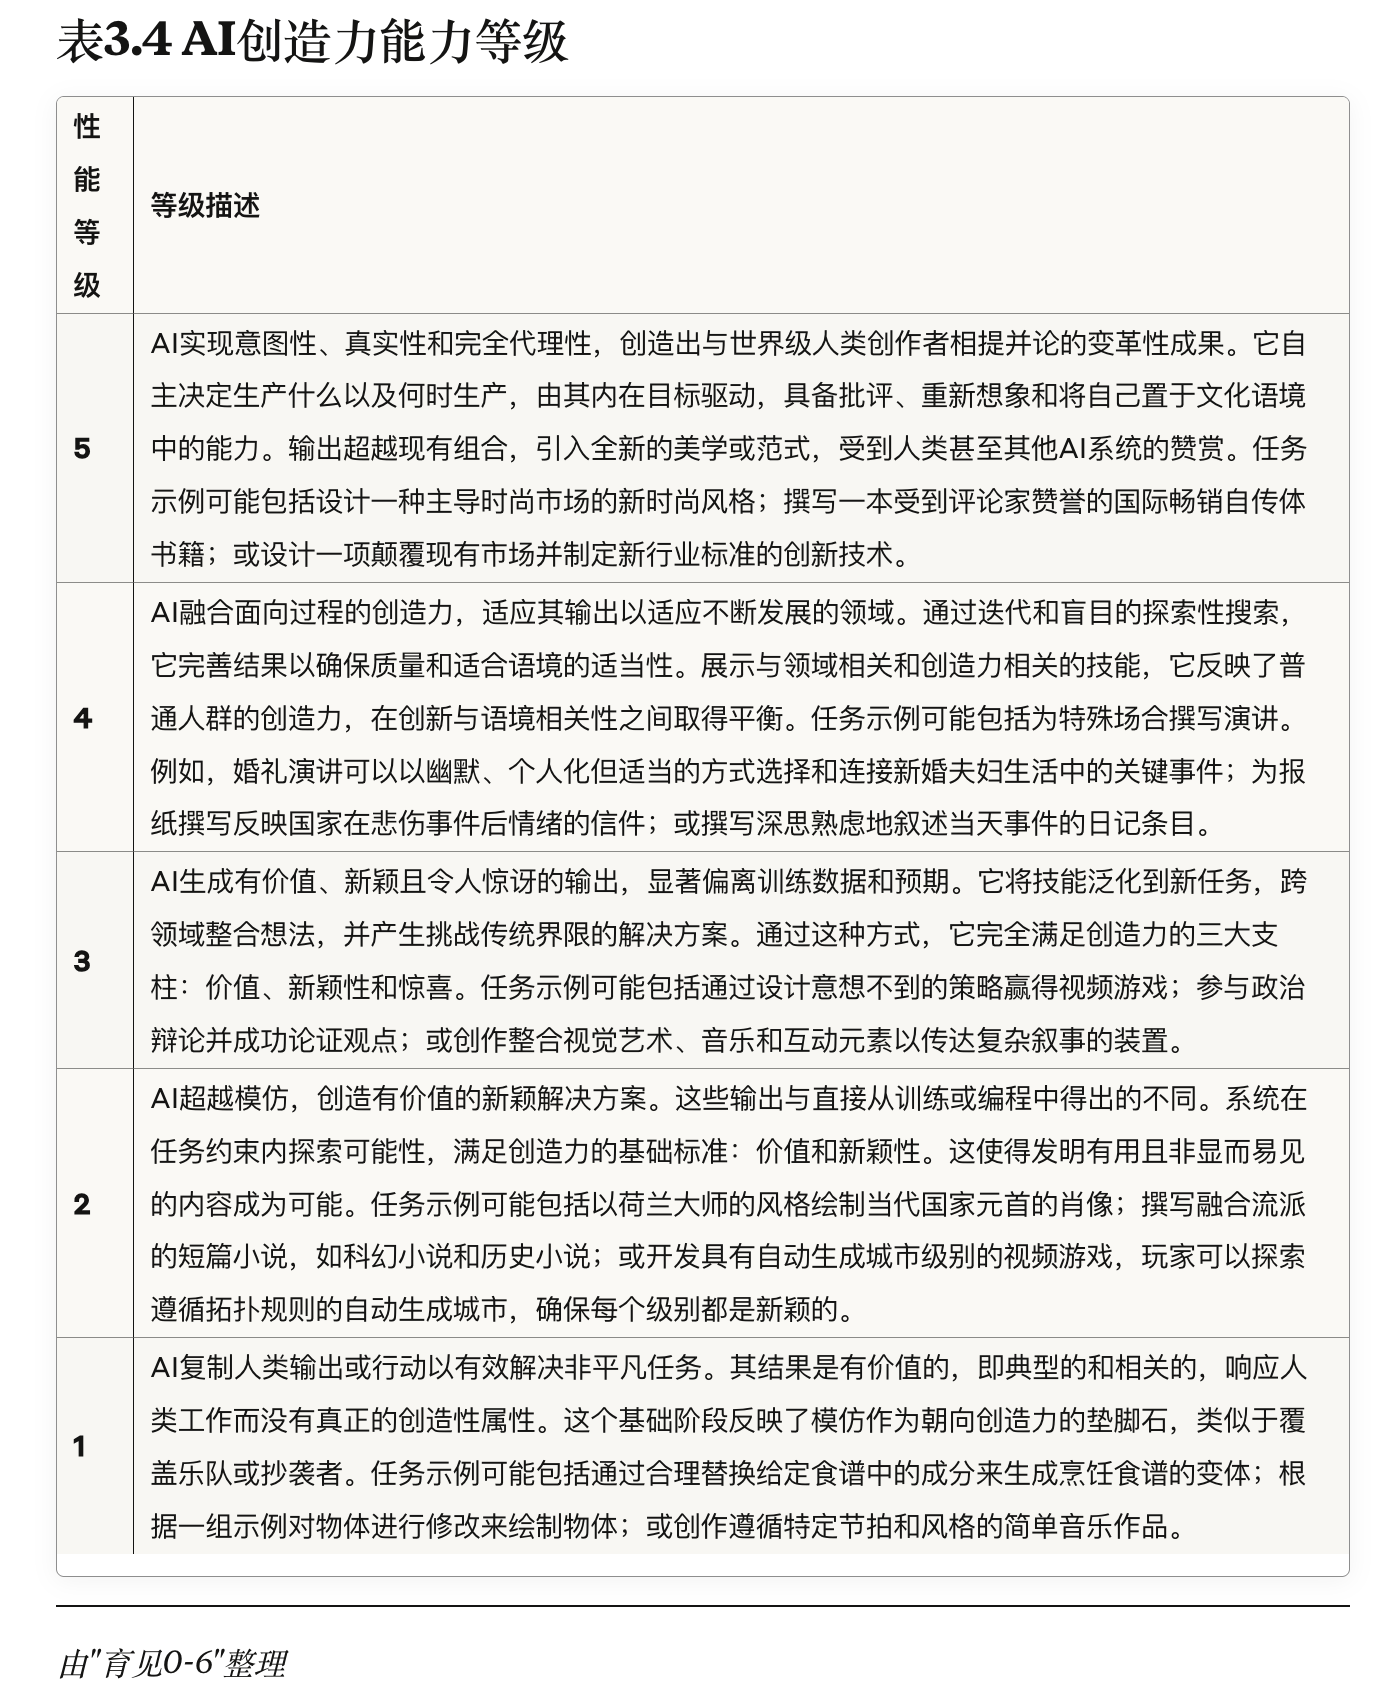 表3.4 AI创造力能力等级
性
能
等
级
等级描述
5
AI实现意图性、真实性和完全代理性，创造出与世界级人类创作者相提并论的变革性成果。它自
主决定生产什么以及何时生产，由其内在目标驱动，具备批评、重新想象和将自己置于文化语境
中的能力。输出超越现有组合，引入全新的美学或范式，受到人类甚至其他AI系统的赞赏。任务
示例可能包括设计一种主导时尚市场的新时尚风格；撰写一本受到评论家赞誉的国际畅销自传体
书籍；或设计一项颠覆现有市场并制定新行业标准的创新技术。
4
AI融合面向过程的创造力，适应其输出以适应不断发展的领域。通过迭代和盲目的探索性搜索，
它完善结果以确保质量和适合语境的适当性。展示与领域相关和创造力相关的技能，它反映了普
通人群的创造力，在创新与语境相关性之间取得平衡。任务示例可能包括为特殊场合撰写演讲。
例如，婚礼演讲可以以幽默、个人化但适当的方式选择和连接新婚夫妇生活中的关键事件；为报
纸撰写反映国家在悲伤事件后情绪的信件；或撰写深思熟虑地叙述当天事件的日记条目。
3
AI生成有价值、新颖且令人惊讶的输出，显著偏离训练数据和预期。它将技能泛化到新任务，跨
领域整合想法，并产生挑战传统界限的解决方案。通过这种方式，它完全满足创造力的三大支
柱：价值、新颖性和惊喜。任务示例可能包括通过设计意想不到的策略赢得视频游戏；参与政治
辩论并成功论证观点；或创作整合视觉艺术、音乐和互动元素以传达复杂叙事的装置。
2
AI超越模仿，创造有价值的新颖解决方案。这些输出与直接从训练或编程中得出的不同。系统在
任务约束内探索可能性，满足创造力的基础标准：价值和新颖性。这使得发明有用且非显而易见
的内容成为可能。任务示例可能包括以荷兰大师的风格绘制当代国家元首的肖像；撰写融合流派
的短篇小说，如科幻小说和历史小说；或开发具有自动生成城市级别的视频游戏，玩家可以探索
遵循拓扑规则的自动生成城市，确保每个级别都是新颖的。
1
AI复制人类输出或行动以有效解决非平凡任务。其结果是有价值的，即典型的和相关的，响应人
类工作而没有真正的创造性属性。这个基础阶段反映了模仿作为朝向创造力的垫脚石，类似于覆
盖乐队或抄袭者。任务示例可能包括通过合理替换给定食谱中的成分来生成烹饪食谱的变体；根
据一组示例对物体进行修改来绘制物体；或创作遵循特定节拍和风格的简单音乐作品。
由"育见0-6"整理